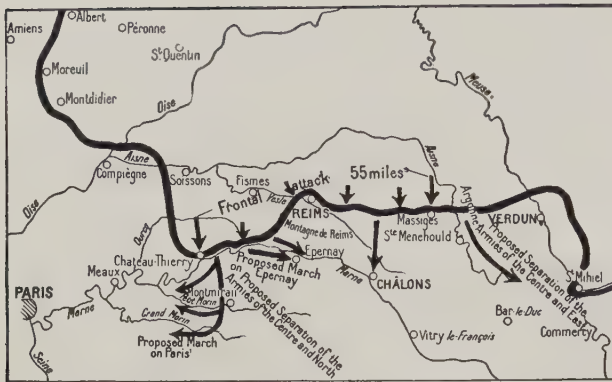 Albert
Amiens
Péronne
St Quentin
Moreuil
Montdidier
Oise
Meuse
Aisne
Compiègne
Soissons
Oise
Fismes
Vesle
attack
55 miles
Aisne
REIMS
Massiges
Argonne
VERDUN
Ourcq
Frontal
Montagne de Reims
Ste Menehould
Proposed Separation of the
Armies of the Centre and East
Chateau-Thierry
Proposed March
on Epernay
Epernay
Marne
CHÂLONS
St Mihiel
Meaux
PARIS
Marne
Petit Morin
Montmirail
Grand Morin
Proposed Separation of the
Armies of the Centre and North
Bar-le-Duc
Commercy
Vitry le-François
Proposed March
on Paris
Seine